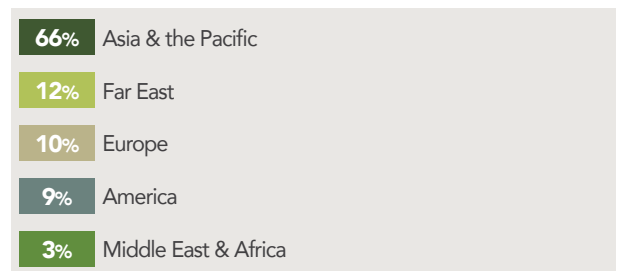 66% Asia & the Pacific
12% Far East
10% Europe
9% America
3% Middle East & Africa